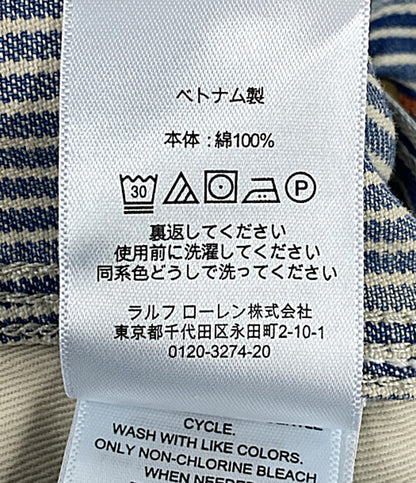 ベトナム製
本体 : 綿100%
30 P
裏返してください
使用前に洗濯してください
同系色どうしで洗ってください
ラルフ ローレン株式会社
東京都千代田区永田町2-10-1
0120-3274-20
CYCLE.
WASH WITH LIKE COLORS.
ONLY NON-CHLORINE BLEACH